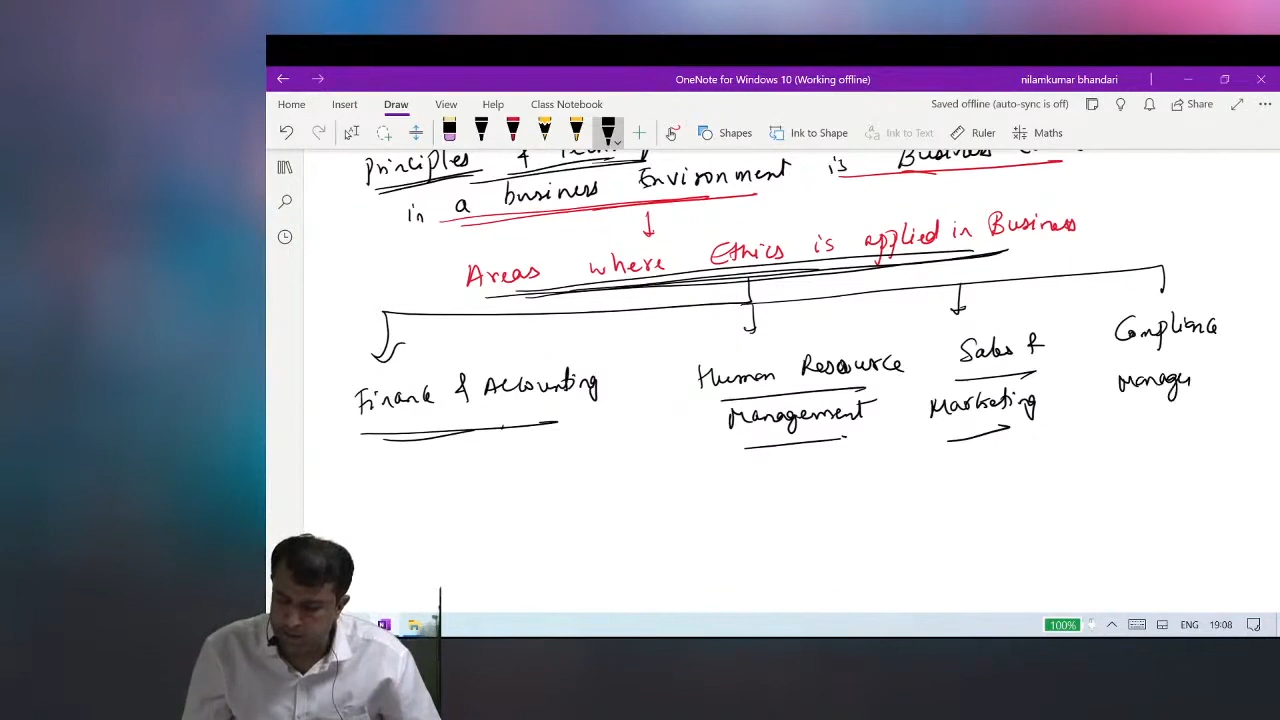 OneNote for Windows 10 (Working offline)
nilamkumar bhandari
Home Insert Draw View Help Class Notebook
Saved offline (auto-sync is off)
Share
Shapes Ink to Shape Ink to Text Ruler Maths
Principles &
is Business
in a business Environment
Areas where Ethics is applied in Business
Finance & Accounting
Human Resource
Management
Sales &
Marketing
Compliance
Manage
100% ENG 19:08